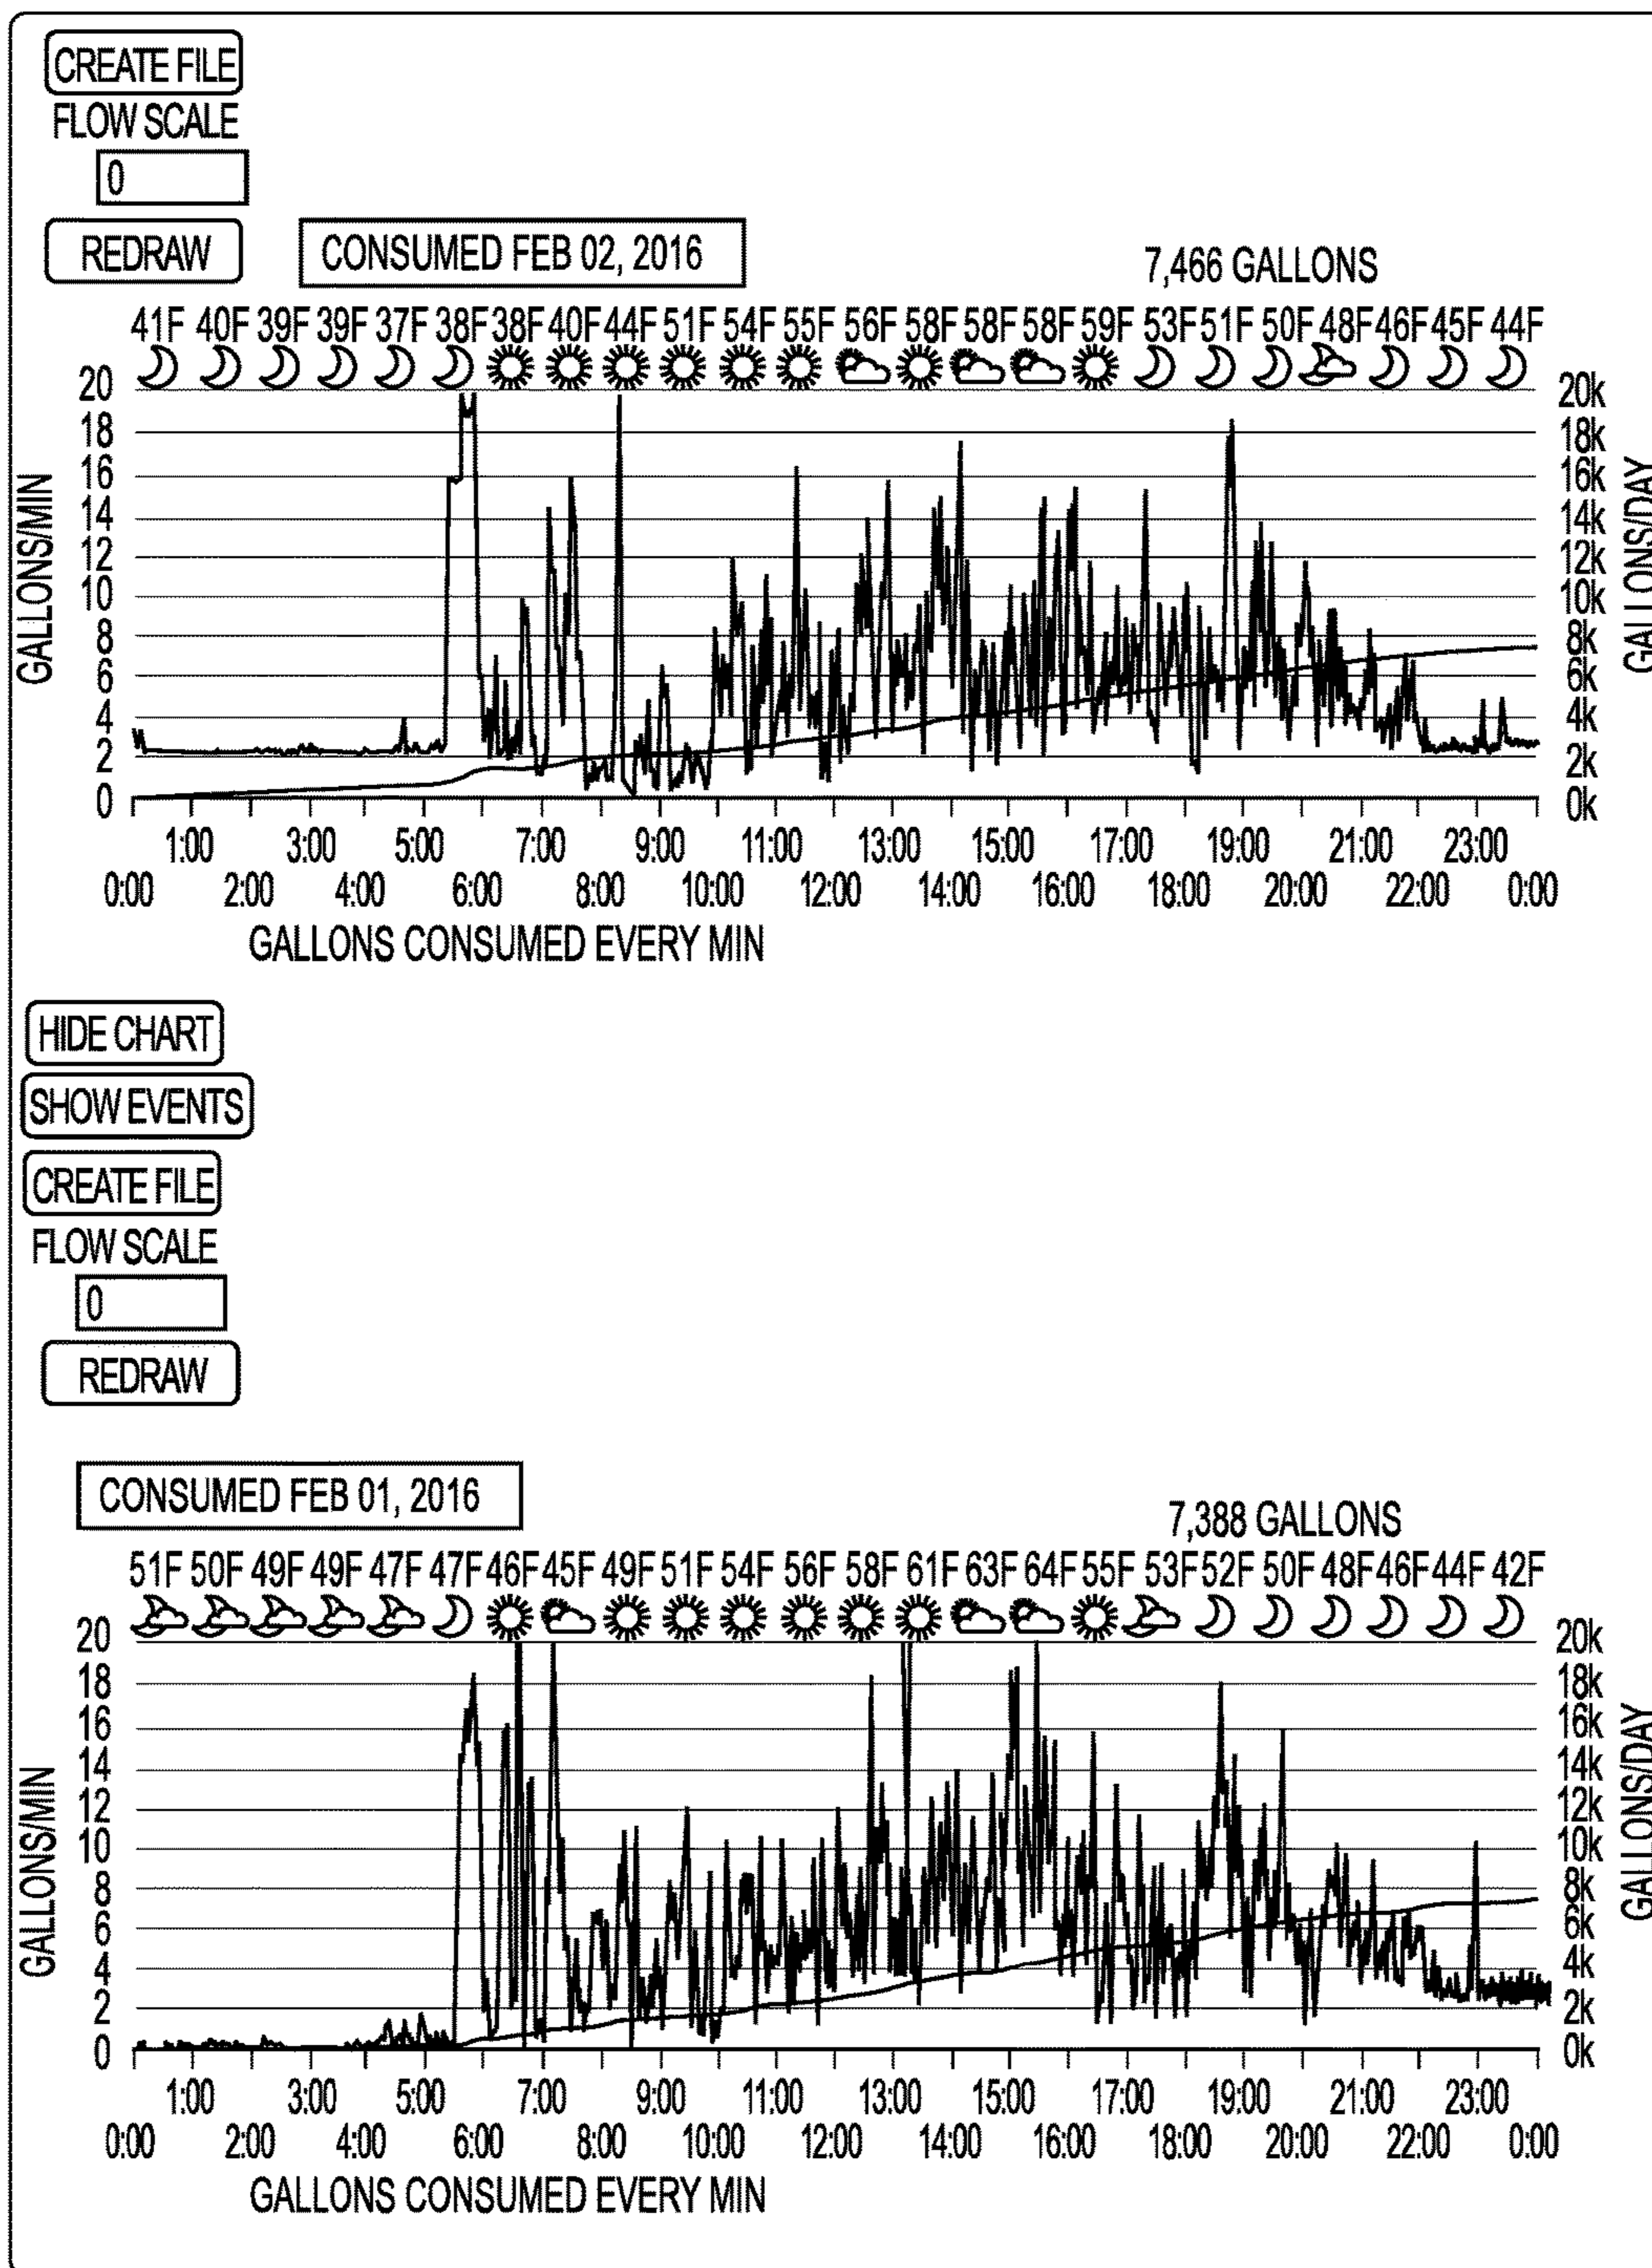 CREATE FILE
FLOW SCALE
0
REDRAW
CONSUMED FEB 02, 2016
7,466 GALLONS
41F 40F 39F 39F 37F 38F 38F 40F 44F 51F 54F 55F 56F 58F 58F 58F 59F 53F 51F 50F 48F 46F 45F 44F
GALLONS/MIN
20 18 16 14 12 10 8 6 4 2 0
20k 18k 16k 14k 12k 10k 8k 6k 4k 2k 0k
GALLONS/DAY
1:00 3:00 5:00 7:00 9:00 11:00 13:00 15:00 17:00 19:00 21:00 23:00
0:00 2:00 4:00 6:00 8:00 10:00 12:00 14:00 16:00 18:00 20:00 22:00 0:00
GALLONS CONSUMED EVERY MIN
HIDE CHART
SHOW EVENTS
CREATE FILE
FLOW SCALE
0
REDRAW
CONSUMED FEB 01, 2016
7,388 GALLONS
51F 50F 49F 49F 47F 47F 46F 45F 49F 51F 54F 56F 58F 61F 63F 64F 55F 53F 52F 50F 48F 46F 44F 42F
GALLONS/MIN
20 18 16 14 12 10 8 6 4 2 0
20k 18k 16k 14k 12k 10k 8k 6k 4k 2k 0k
GALLONS/DAY
1:00 3:00 5:00 7:00 9:00 11:00 13:00 15:00 17:00 19:00 21:00 23:00
0:00 2:00 4:00 6:00 8:00 10:00 12:00 14:00 16:00 18:00 20:00 22:00 0:00
GALLONS CONSUMED EVERY MIN